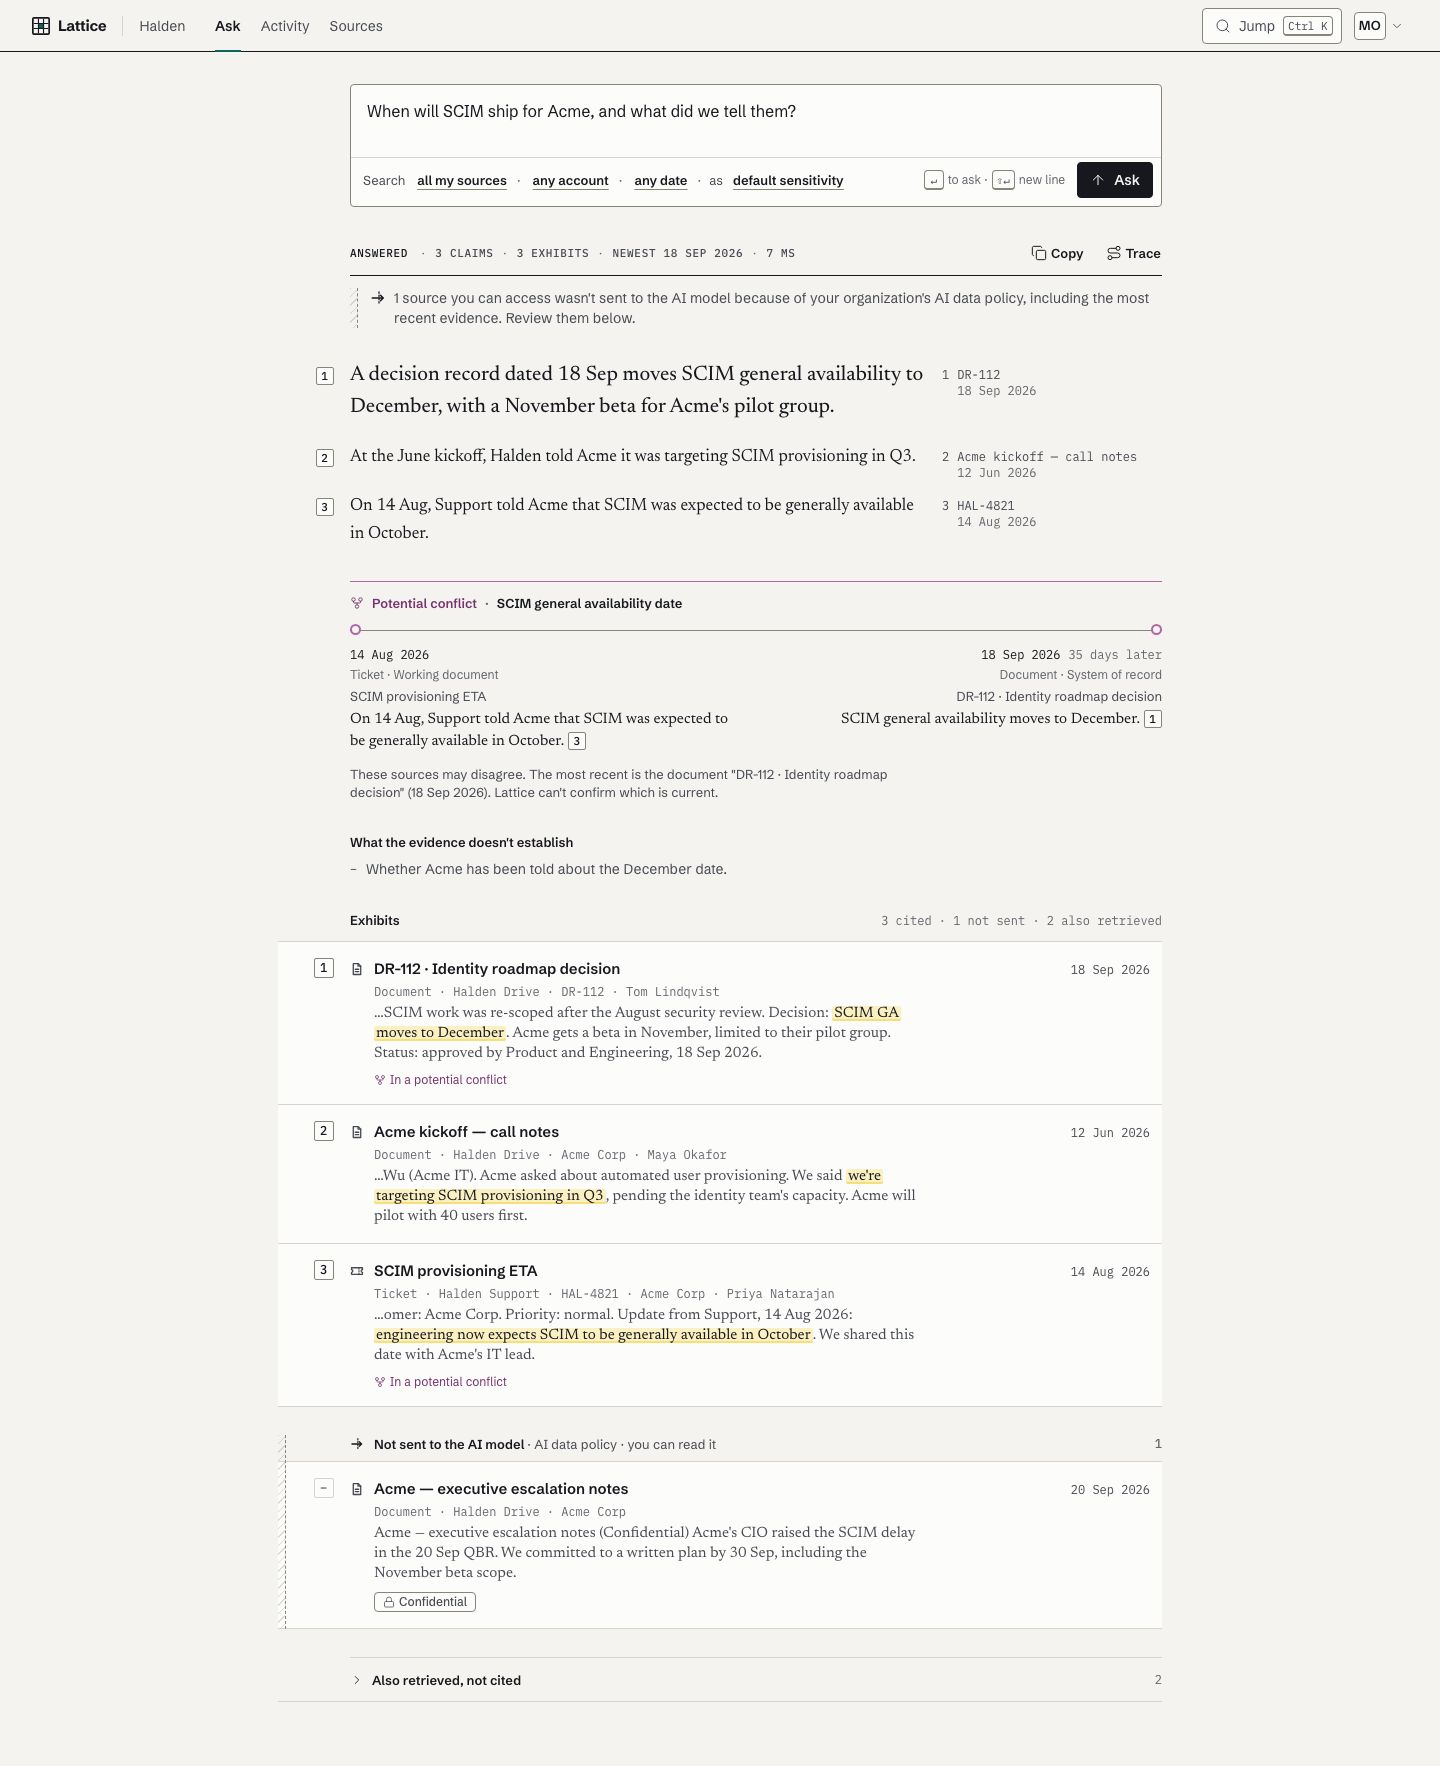 Lattice
Halden
Ask
Activity
Sources
Jump
Ctrl K
MO
When will SCIM ship for Acme, and what did we tell them?
Search all my sources · any account · any date · as default sensitivity
↵ to ask · ⇧↵ new line
Ask
ANSWERED · 3 CLAIMS · 3 EXHIBITS · NEWEST 18 SEP 2026 · 7 MS
Copy
Trace
1 source you can access wasn't sent to the AI model because of your organization's AI data policy, including the most
recent evidence. Review them below.
1
A decision record dated 18 Sep moves SCIM general availability to
December, with a November beta for Acme's pilot group.
1 DR-112
18 Sep 2026
2
At the June kickoff, Halden told Acme it was targeting SCIM provisioning in Q3.
2 Acme kickoff — call notes
12 Jun 2026
3
On 14 Aug, Support told Acme that SCIM was expected to be generally available
in October.
3 HAL-4821
14 Aug 2026
Potential conflict · SCIM general availability date
14 Aug 2026
Ticket · Working document
SCIM provisioning ETA
On 14 Aug, Support told Acme that SCIM was expected to
be generally available in October. 3
18 Sep 2026 35 days later
Document · System of record
DR-112 · Identity roadmap decision
SCIM general availability moves to December. 1
These sources may disagree. The most recent is the document "DR-112 · Identity roadmap
decision" (18 Sep 2026). Lattice can't confirm which is current.
What the evidence doesn't establish
– Whether Acme has been told about the December date.
Exhibits
3 cited · 1 not sent · 2 also retrieved
1
DR-112 · Identity roadmap decision
18 Sep 2026
Document · Halden Drive · DR-112 · Tom Lindqvist
…SCIM work was re-scoped after the August security review. Decision: SCIM GA
moves to December. Acme gets a beta in November, limited to their pilot group.
Status: approved by Product and Engineering, 18 Sep 2026.
In a potential conflict
2
Acme kickoff — call notes
12 Jun 2026
Document · Halden Drive · Acme Corp · Maya Okafor
…Wu (Acme IT). Acme asked about automated user provisioning. We said we're
targeting SCIM provisioning in Q3, pending the identity team's capacity. Acme will
pilot with 40 users first.
3
SCIM provisioning ETA
14 Aug 2026
Ticket · Halden Support · HAL-4821 · Acme Corp · Priya Natarajan
…omer: Acme Corp. Priority: normal. Update from Support, 14 Aug 2026:
engineering now expects SCIM to be generally available in October. We shared this
date with Acme's IT lead.
In a potential conflict
Not sent to the AI model · AI data policy · you can read it
1
–
Acme — executive escalation notes
20 Sep 2026
Document · Halden Drive · Acme Corp
Acme — executive escalation notes (Confidential) Acme's CIO raised the SCIM delay
in the 20 Sep QBR. We committed to a written plan by 30 Sep, including the
November beta scope.
Confidential
Also retrieved, not cited
2